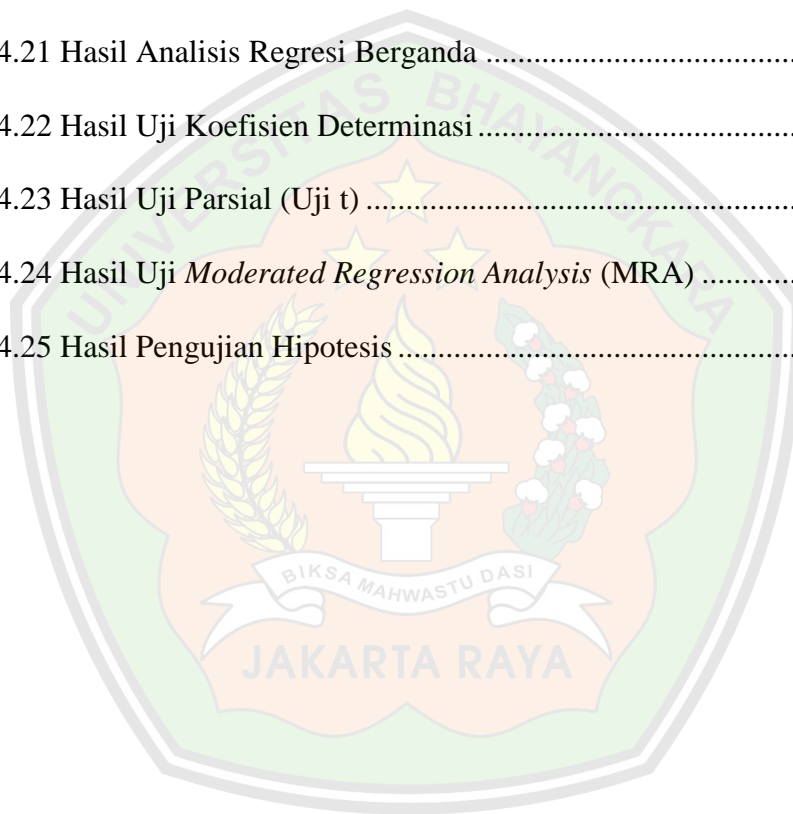 4.21 Hasil Analisis Regresi Berganda ..................................
4.22 Hasil Uji Koefisien Determinasi ...................................
4.23 Hasil Uji Parsial (Uji t) ................................................
4.24 Hasil Uji Moderated Regression Analysis (MRA) ............
4.25 Hasil Pengujian Hipotesis .............................................
UNIVERSITAS BHAYANGKARA
BIKSA MAHWASTU DASI
JAKARTA RAYA